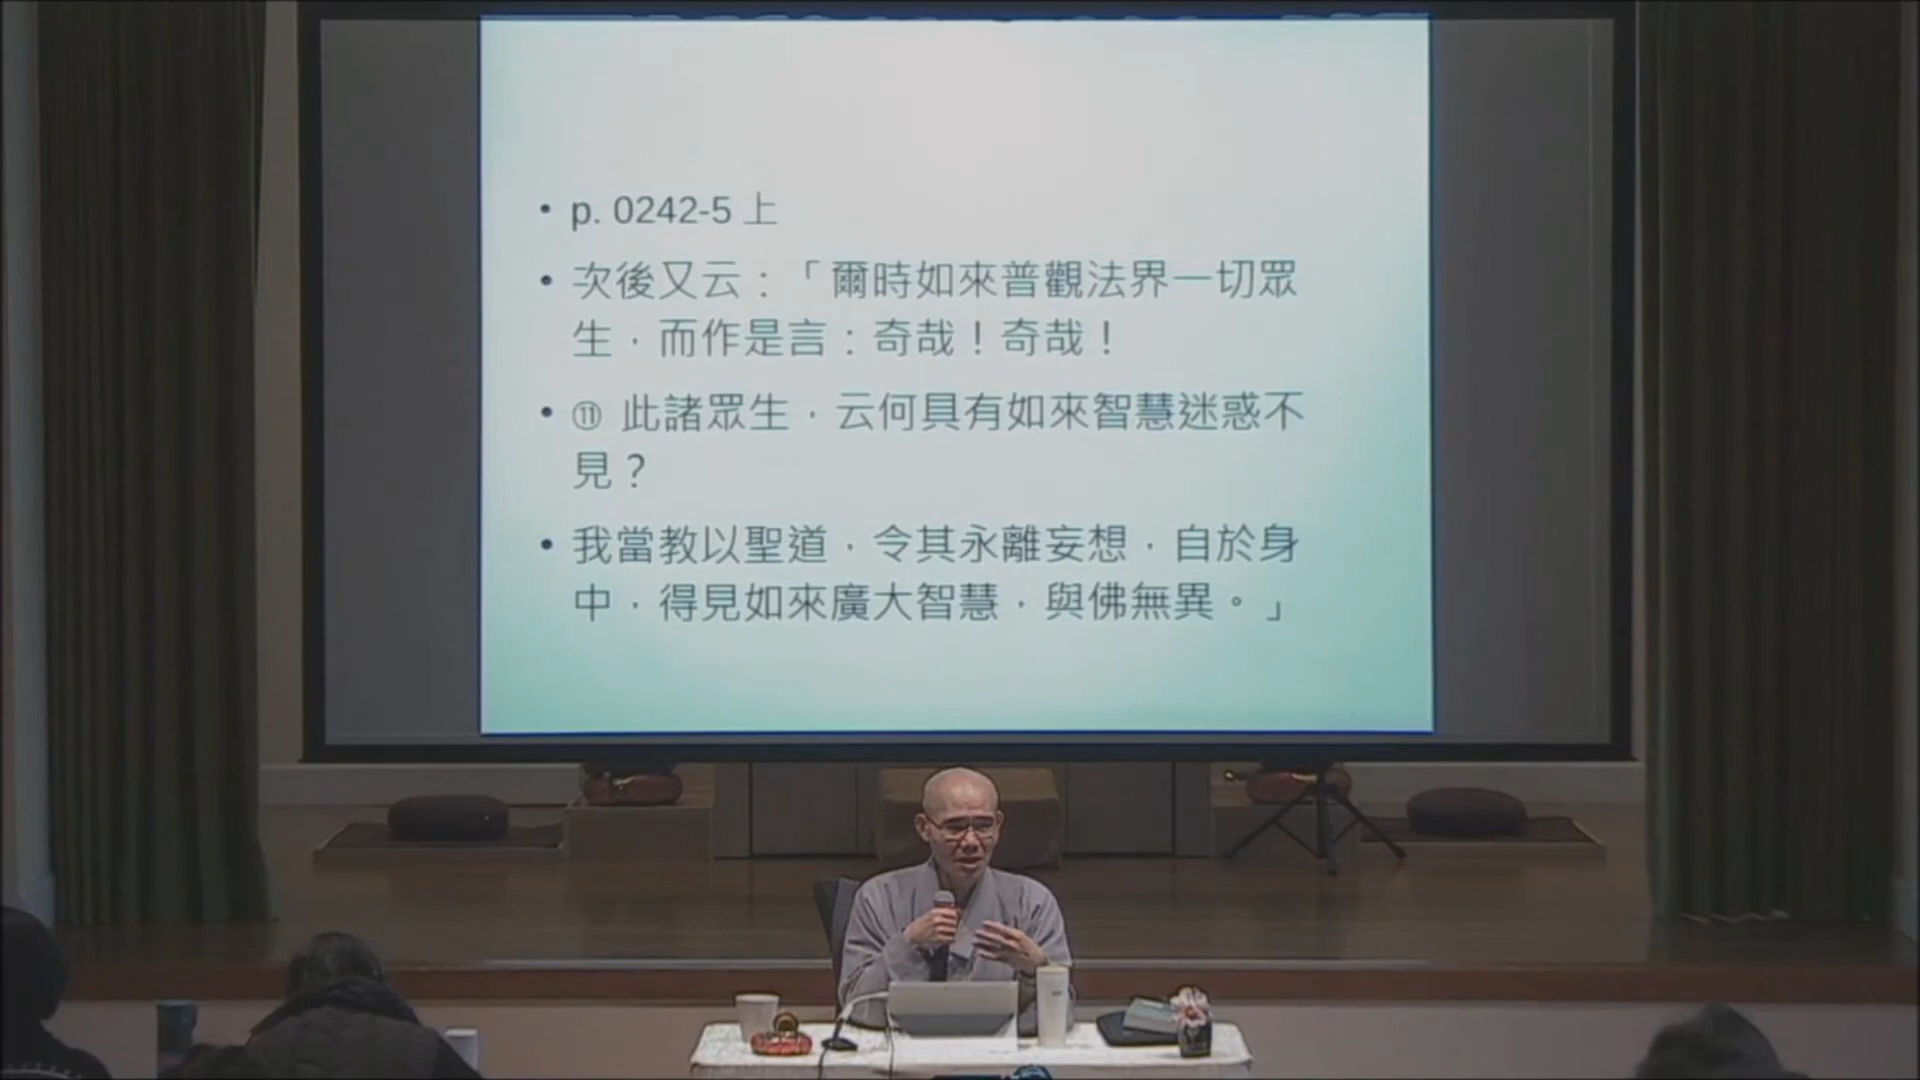 • p. 0242-5 上
• 次後又云：「爾時如來普觀法界一切眾
生，而作是言：奇哉！奇哉！
• ⑪ 此諸眾生，云何具有如來智慧迷惑不
見？
• 我當教以聖道，令其永離妄想，自於身
中，得見如來廣大智慧，與佛無異。」